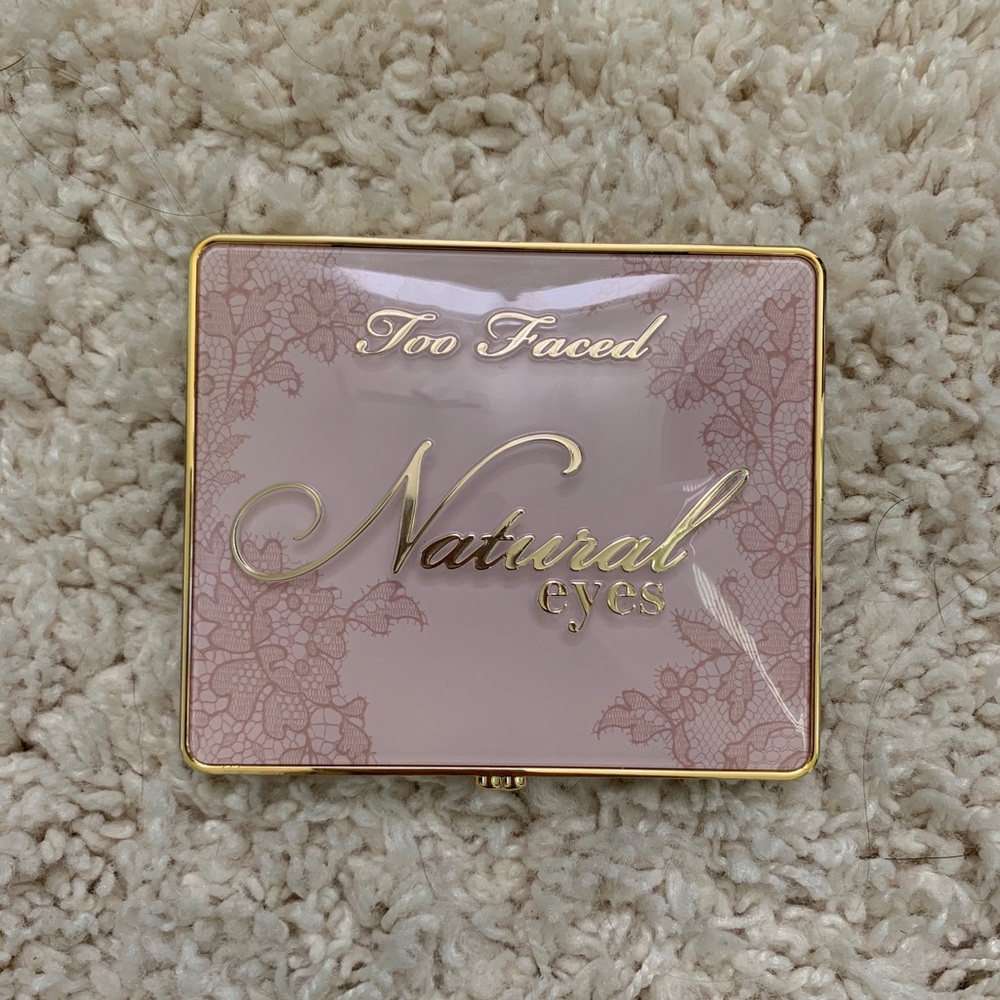 Too Faced
Natural
eyes